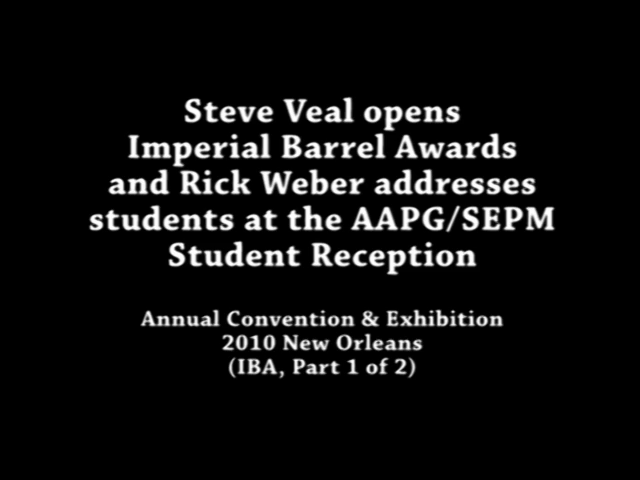 Steve Veal opens
Imperial Barrel Awards
and Rick Weber addresses
students at the AAPG/SEPM
Student Reception
Annual Convention & Exhibition
2010 New Orleans
(IBA, Part 1 of 2)